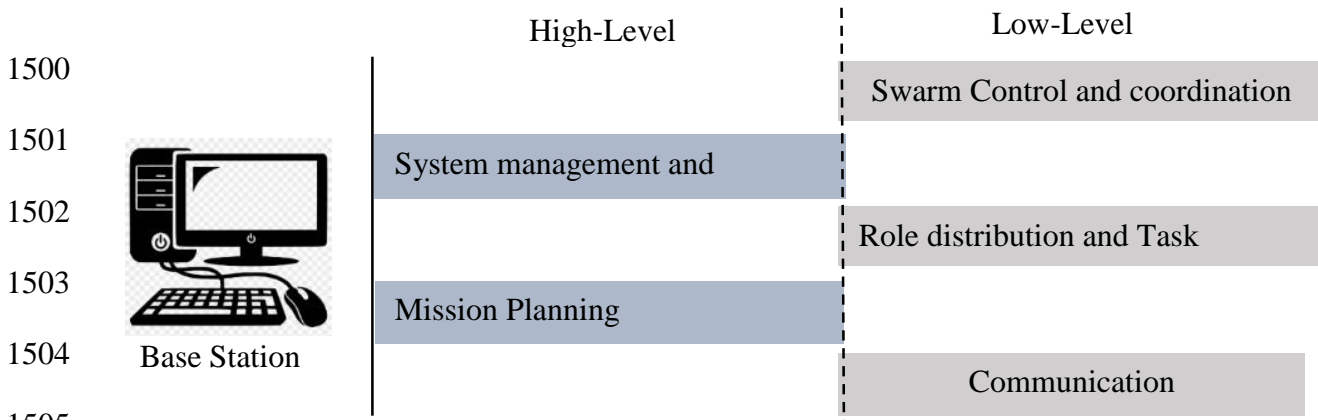 High-Level
Low-Level
1500
Swarm Control and coordination
1501
System management and
1502
Role distribution and Task
1503
Mission Planning
1504
Base Station
Communication